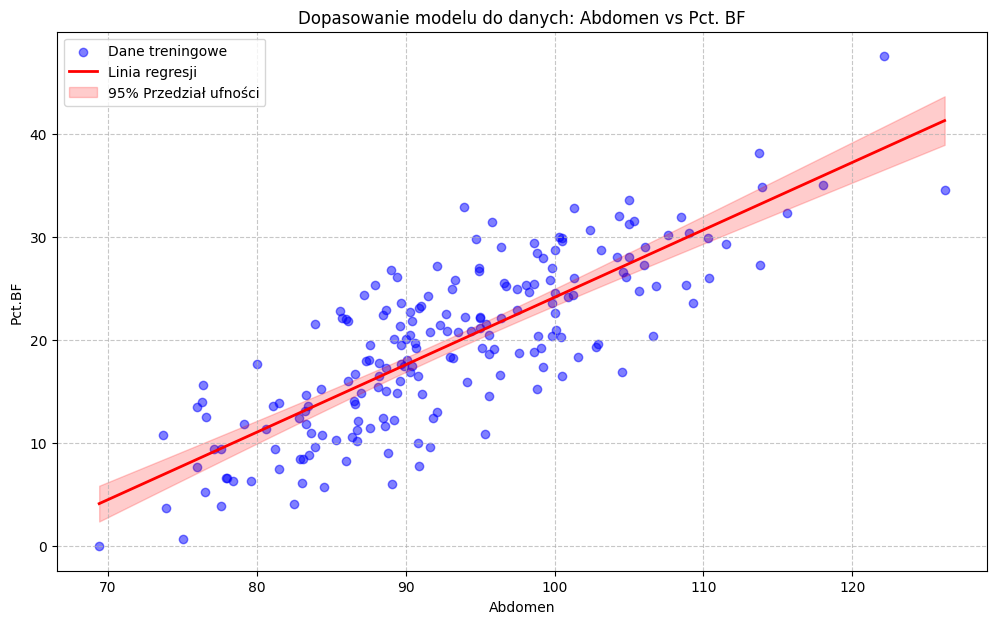 Dopasowanie modelu do danych: Abdomen vs Pct. BF
Dane treningowe
Linia regresji
95% Przedział ufności
Pct.BF
40
30
20
10
0
70 80 90 100 110 120
Abdomen